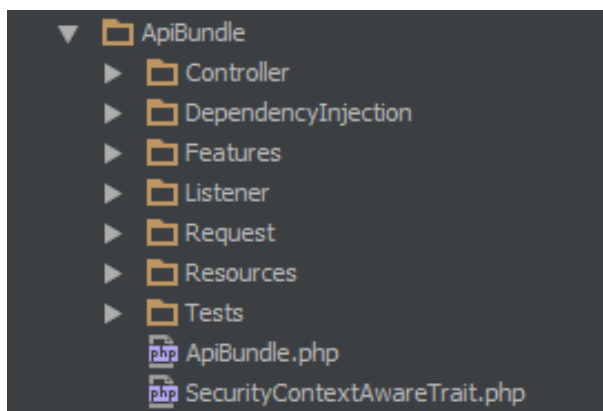 ApiBundle
Controller
DependencyInjection
Features
Listener
Request
Resources
Tests
php ApiBundle.php
php SecurityContextAwareTrait.php